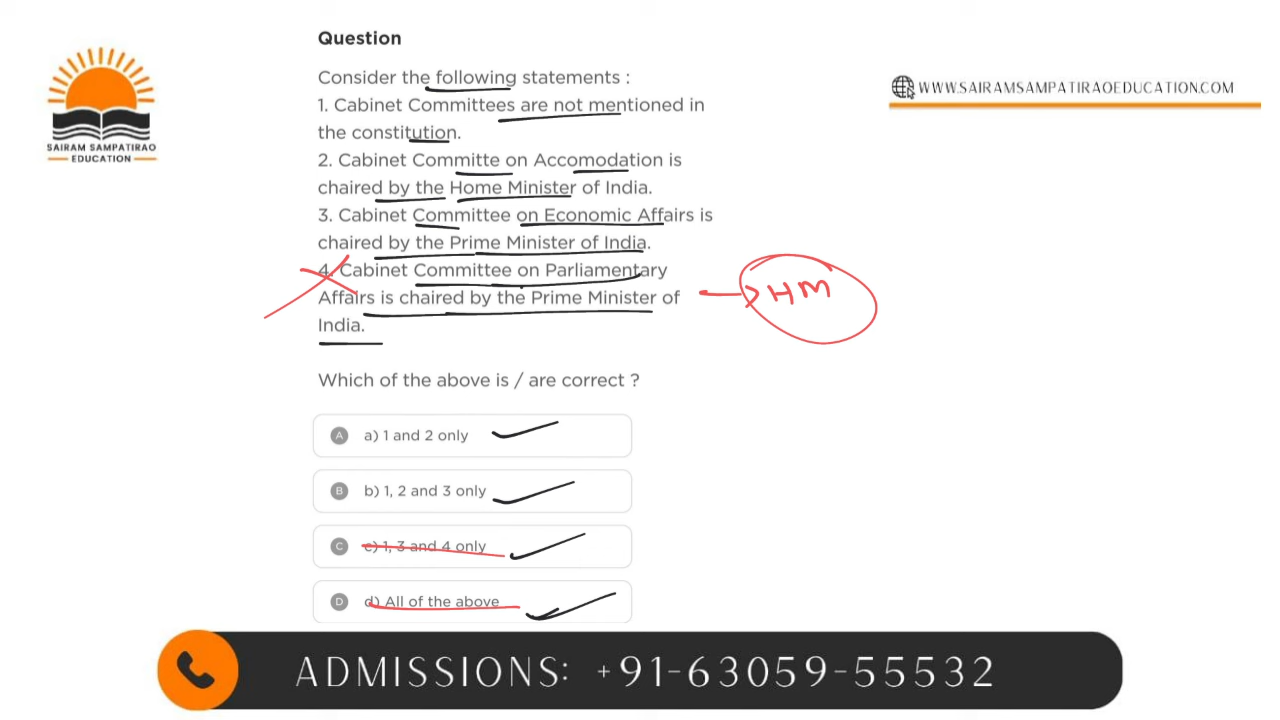 Question
Consider the following statements :
1. Cabinet Committees are not mentioned in
the constitution.
2. Cabinet Committe on Accomodation is
chaired by the Home Minister of India.
3. Cabinet Committee on Economic Affairs is
chaired by the Prime Minister of India.
4. Cabinet Committee on Parliamentary
Affairs is chaired by the Prime Minister of
India.
HM
Which of the above is / are correct ?
A a) 1 and 2 only
B b) 1, 2 and 3 only
C c) 1, 3 and 4 only
D d) All of the above
SAIRAM SAMPATIRAO
EDUCATION
WWW.SAIRAMSAMPATIRAOEDUCATION.COM
ADMISSIONS: +91-63059-55532